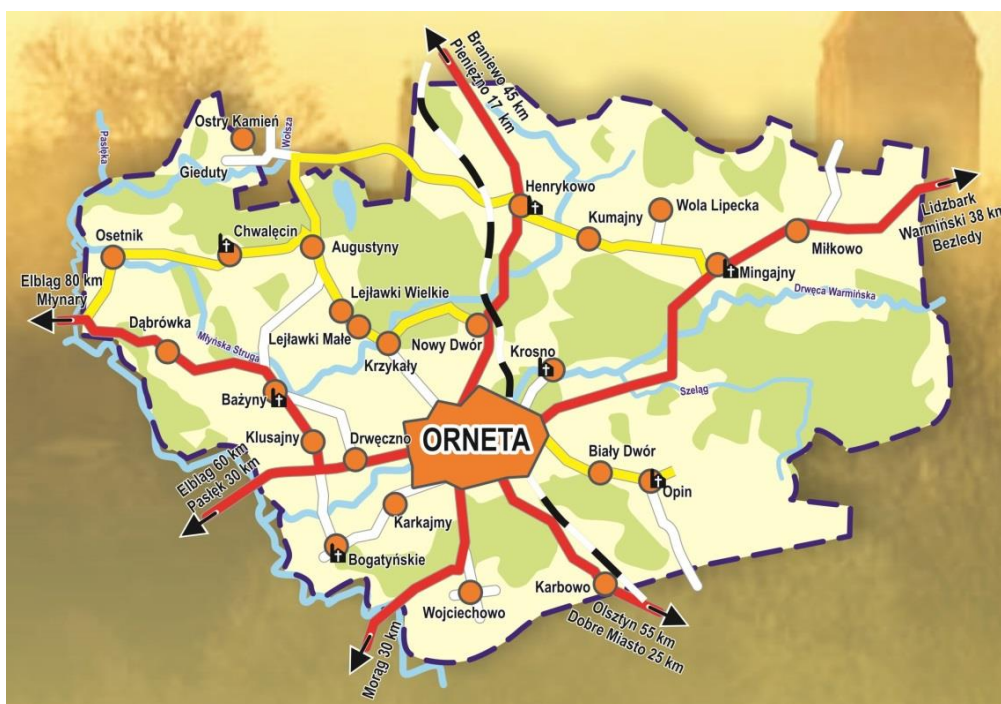 Braniewo 45 km
Pieniężno 17 km
Ostry Kamień
Wołsza
Pasłęka
Gieduty
Henrykowo
Wola Lipecka
Kumajny
Lidzbark
Warmiński 38 km
Bezledy
Chwalęcin
Osetnik
Augustyny
Miłkowo
Mingajny
Elbląg 80 km
Młynary
Drwęca Warmińska
Lejławki Wielkie
Dąbrówka
Młyńska Struga
Lejławki Małe
Nowy Dwór
Krzykały
Krosno
Szeląg
Bażyny
Klusajny
Drwęczno
ORNETA
Biały Dwór
Elbląg 60 km
Pasłęk 30 km
Opin
Karkajmy
Bogatyńskie
Karbowo
Wojciechowo
Olsztyn 55 km
Dobre Miasto 25 km
Morąg 30 km